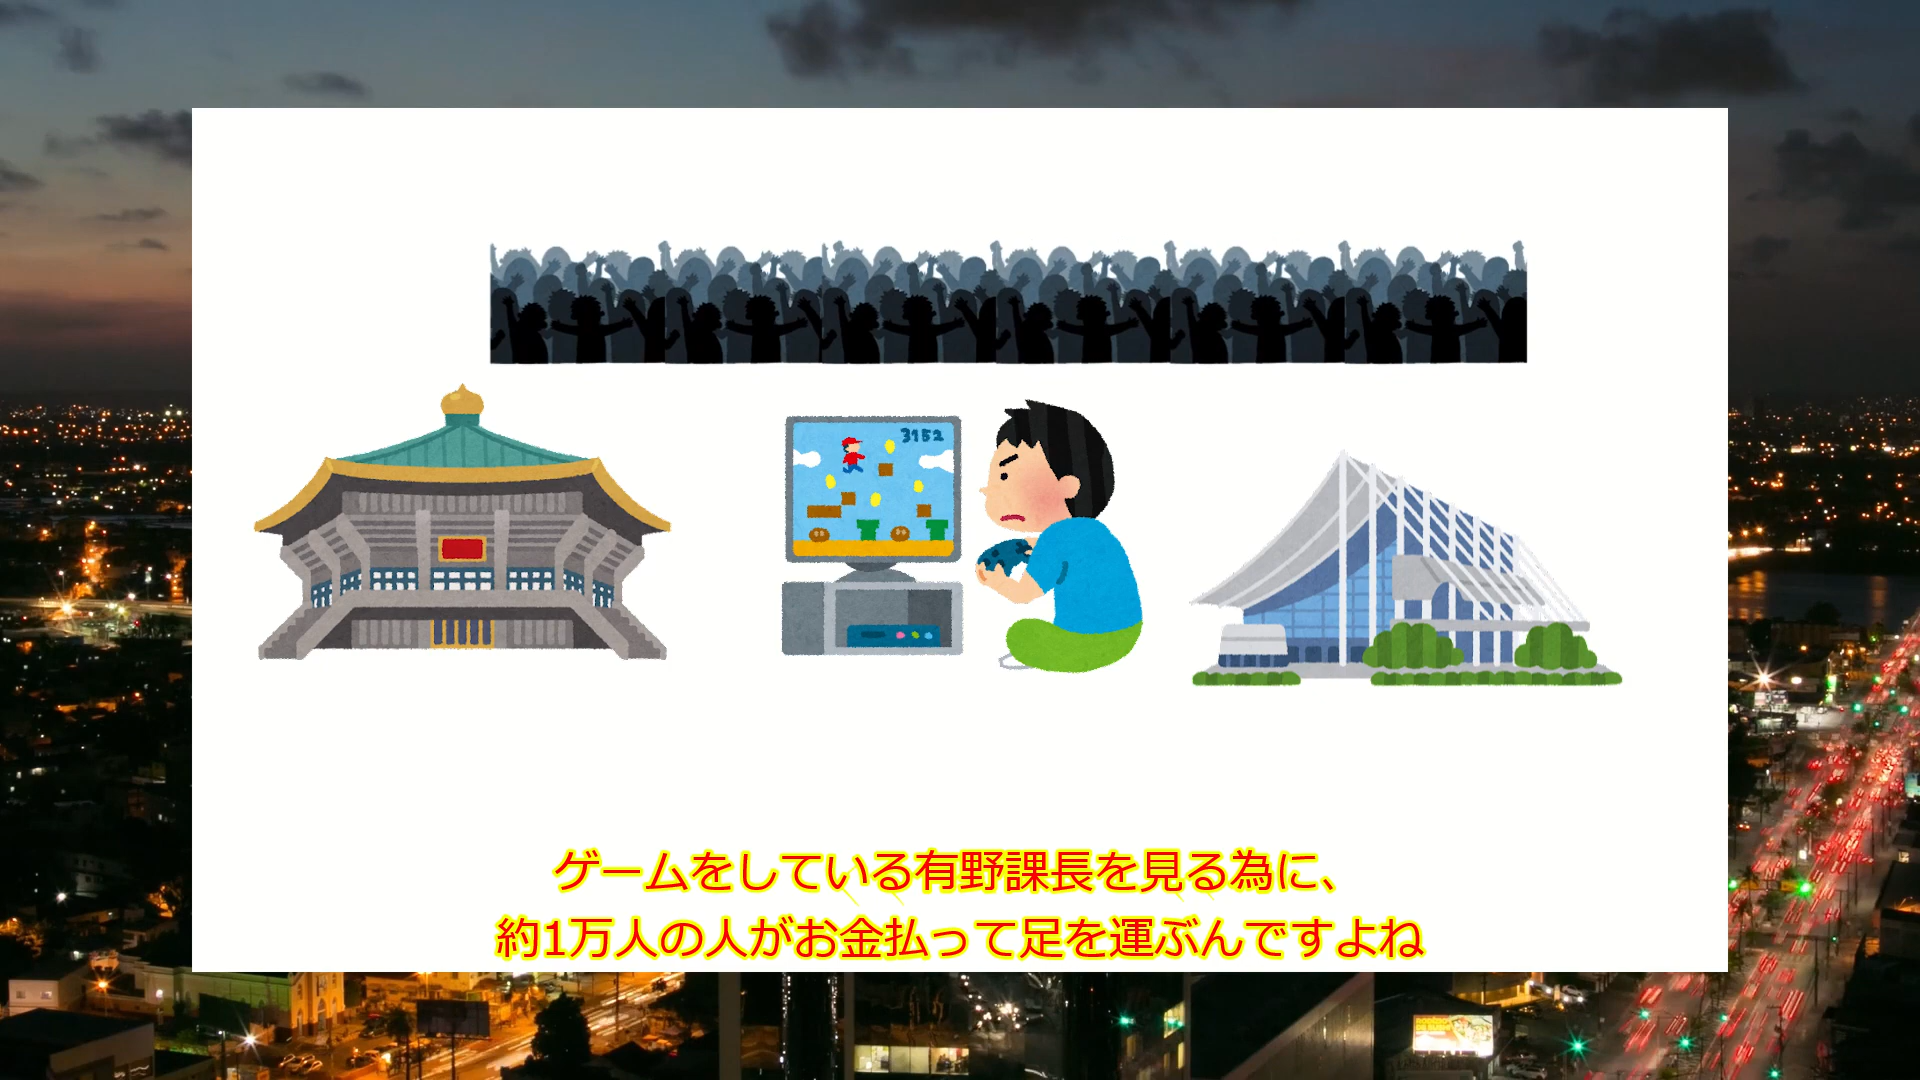 3152
ゲームをしている有野課長を見る為に、
約1万人の人がお金払って足を運ぶんですよね